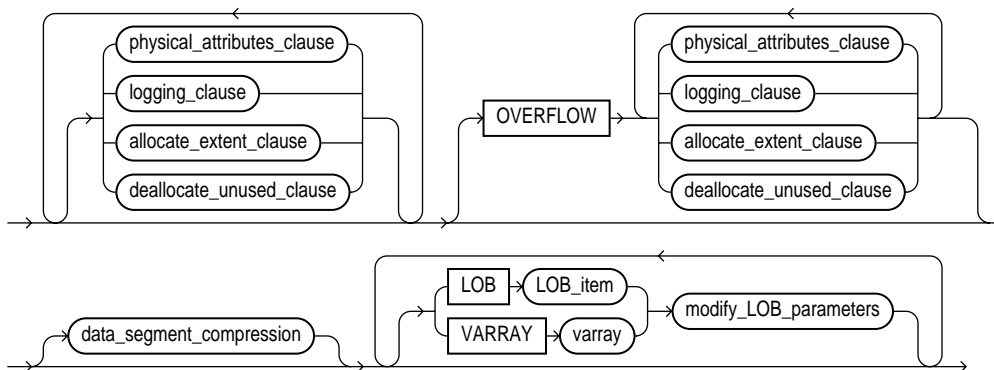 physical_attributes_clause
logging_clause
allocate_extent_clause
deallocate_unused_clause
OVERFLOW
physical_attributes_clause
logging_clause
allocate_extent_clause
deallocate_unused_clause
data_segment_compression
LOB LOB_item
VARRAY varray
modify_LOB_parameters